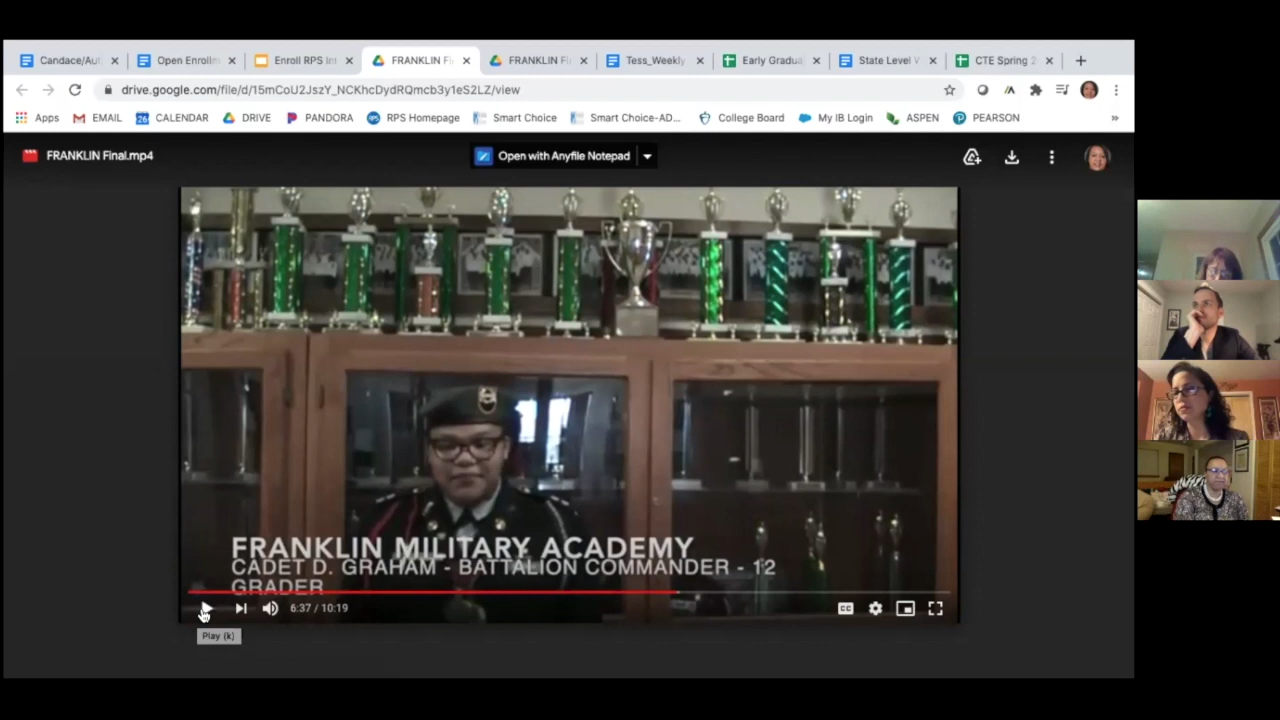 Candace/Au
Open Enrollm
Enroll RPS Int
FRANKLIN Fi
FRANKLIN Fi
Tess_Weekly
Early Gradua
State Level V
CTE Spring 2
drive.google.com/file/d/15mCoU2JszY_NCKhcDydRQmcb3y1eS2LZ/view
Apps
EMAIL
26
CALENDAR
DRIVE
PANDORA
RPS Homepage
Smart Choice
Smart Choice-AD...
College Board
My IB Login
ASPEN
PEARSON
FRANKLIN Final.mp4
Open with Anyfile Notepad
FRANKLIN MILITARY ACADEMY
CADET D. GRAHAM - BATTALION COMMANDER - 12
GRADER
6:37 / 10:19
CC
Play (k)